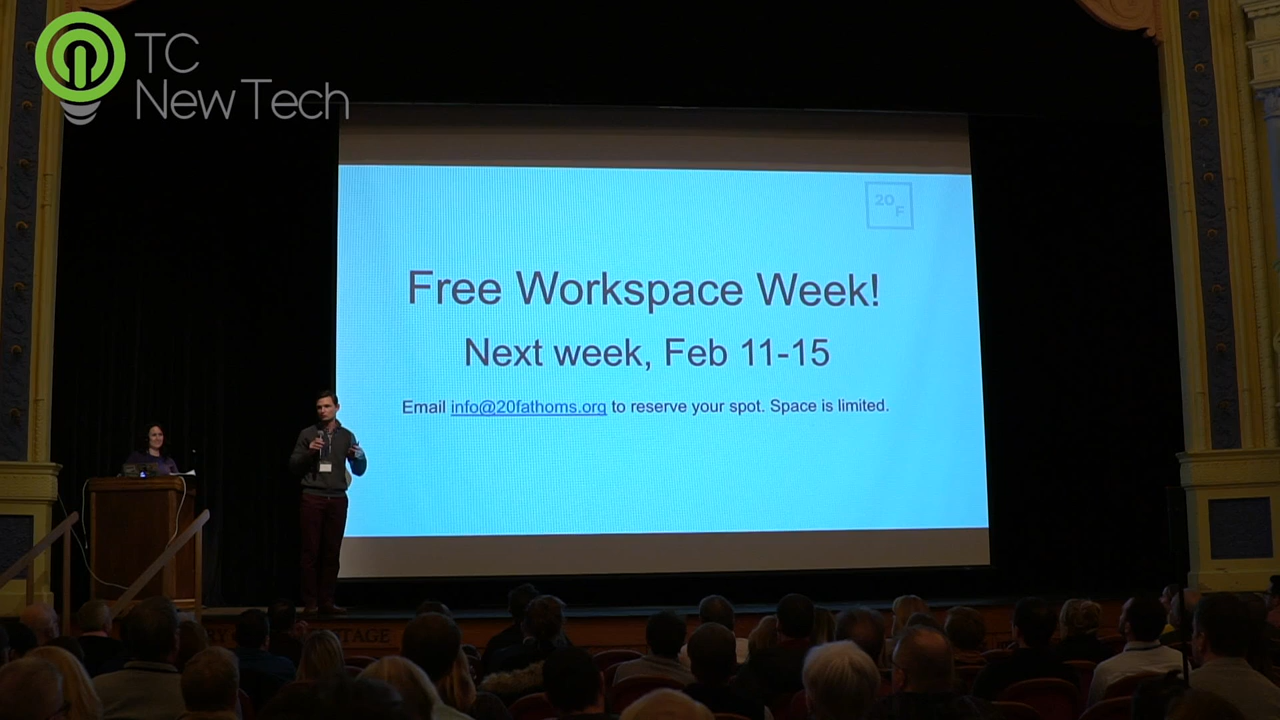 TC
NewTech
20
F
Free Workspace Week!
Next week, Feb 11-15
Email info@20fathoms.org to reserve your spot. Space is limited.